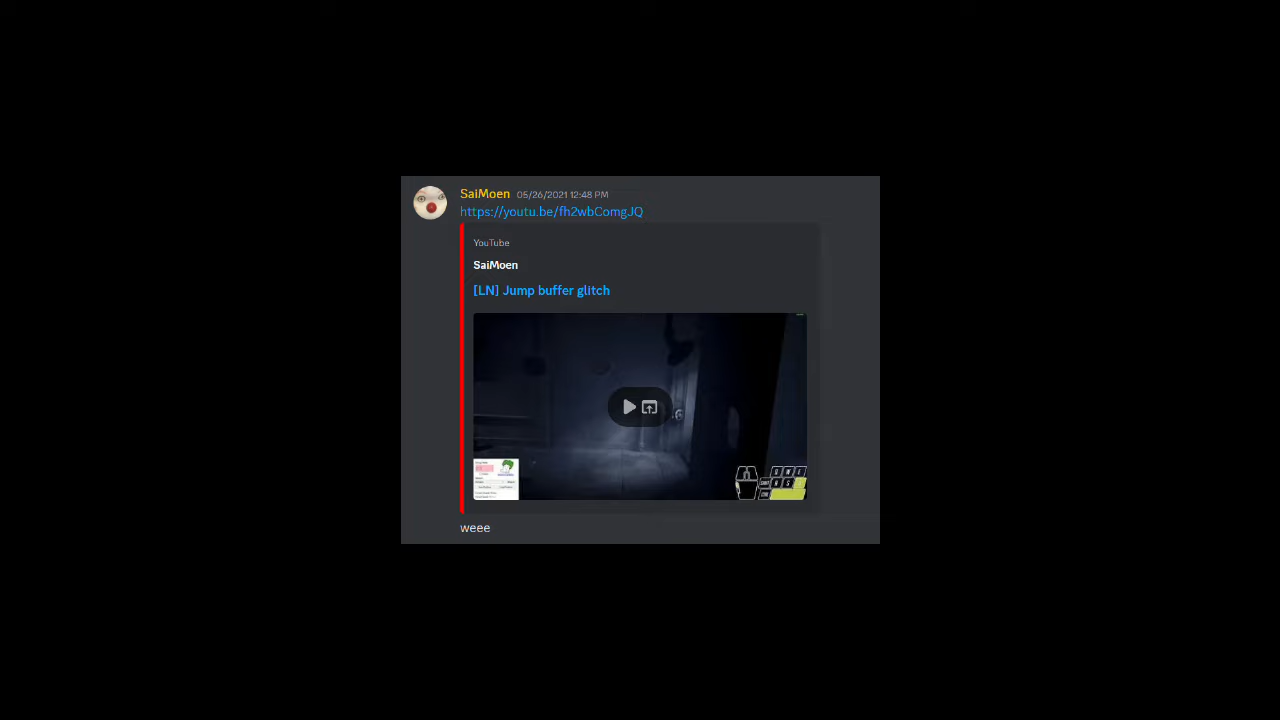 SaiMoen 05/26/2021 12:48 PM
https://youtu.be/fh2wbComgJQ
YouTube
SaiMoen
[LN] Jump buffer glitch
weee